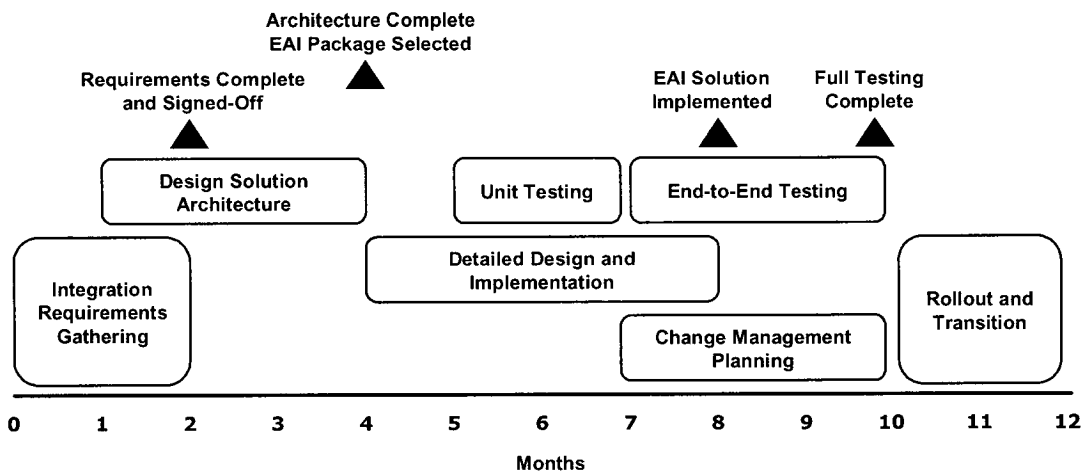 Architecture Complete
EAI Package Selected
Requirements Complete
and Signed-Off
EAI Solution
Implemented
Full Testing
Complete
Design Solution
Architecture
Unit Testing
End-to-End Testing
Detailed Design and
Implementation
Integration
Requirements
Gathering
Rollout and
Transition
Change Management
Planning
0 1 2 3 4 5 6 7 8 9 10 11 12
Months